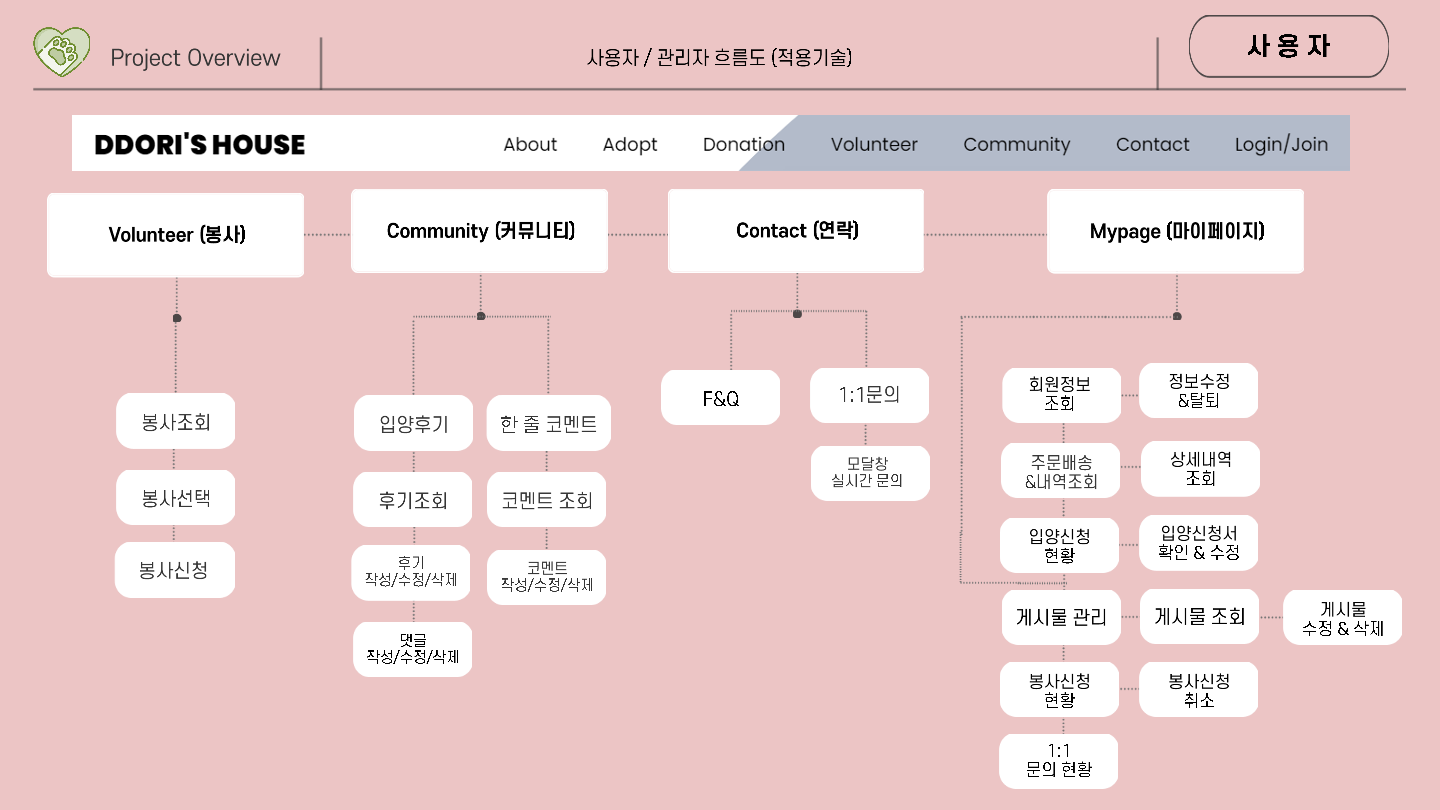 Project Overview
사용자 / 관리자 흐름도 (적용기술)
사 용 자
DDORI'S HOUSE
About
Adopt
Donation
Volunteer
Community
Contact
Login/Join
Volunteer (봉사)
Community (커뮤니티)
Contact (연락)
Mypage (마이페이지)
봉사조회
봉사선택
봉사신청
입양후기
후기조회
후기
작성/수정/삭제
댓글
작성/수정/삭제
한 줄 코멘트
코멘트 조회
코멘트
작성/수정/삭제
F&Q
1:1문의
모달창
실시간 문의
회원정보
조회
정보수정
&탈퇴
주문배송
&내역조회
상세내역
조회
입양신청
현황
입양신청서
확인 & 수정
게시물 관리
게시물 조회
게시물
수정 & 삭제
봉사신청
현황
봉사신청
취소
1:1
문의 현황